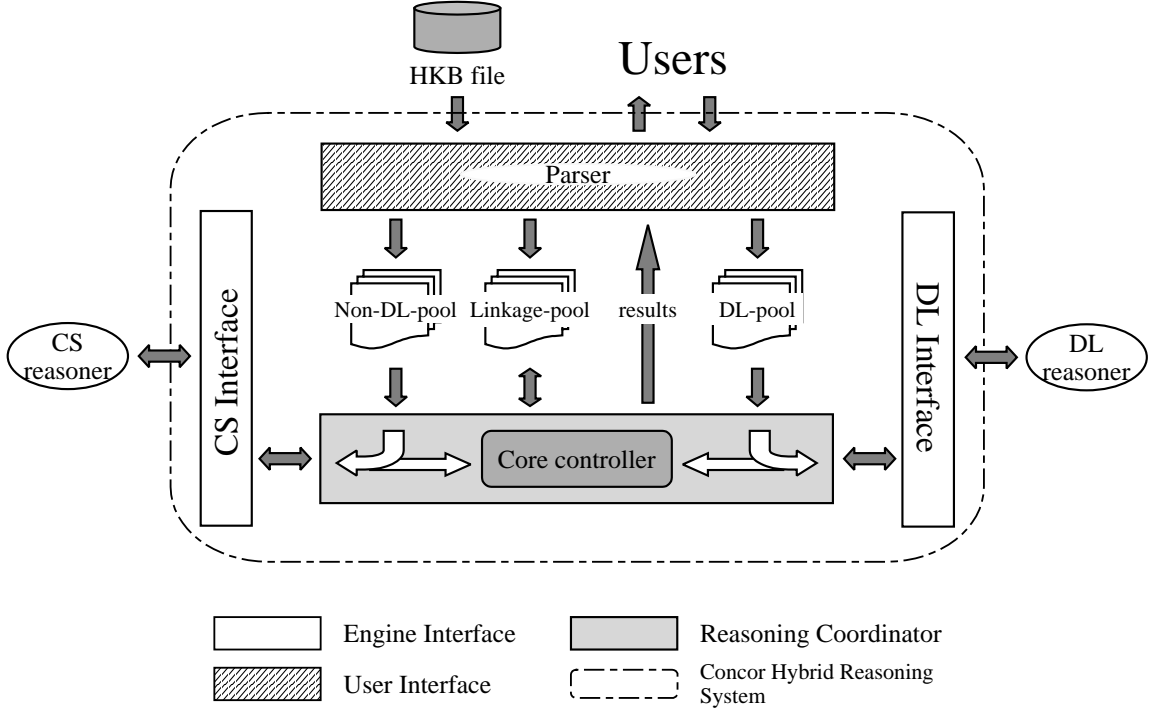 HKB file
Users
Parser
Non-DL-pool
Linkage-pool
results
DL-pool
CS
reasoner
CS Interface
DL Interface
DL
reasoner
Core controller
Engine Interface
Reasoning Coordinator
User Interface
Concor Hybrid Reasoning
System